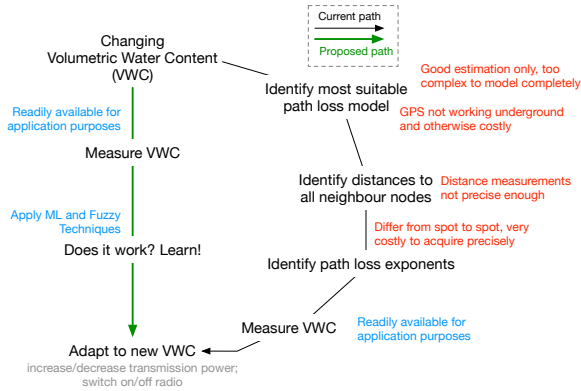 Current path
Proposed path
Changing
Volumetric Water Content
(VWC)
Good estimation only, too
complex to model completely
Identify most suitable
path loss model
GPS not working underground
and otherwise costly
Readily available for
application purposes
Measure VWC
Identify distances to
all neighbour nodes
Distance measurements
not precise enough
Apply ML and Fuzzy
Techniques
Does it work? Learn!
Differ from spot to spot, very
costly to acquire precisely
Identify path loss exponents
Measure VWC
Readily available for
application purposes
Adapt to new VWC
increase/decrease transmission power;
switch on/off radio